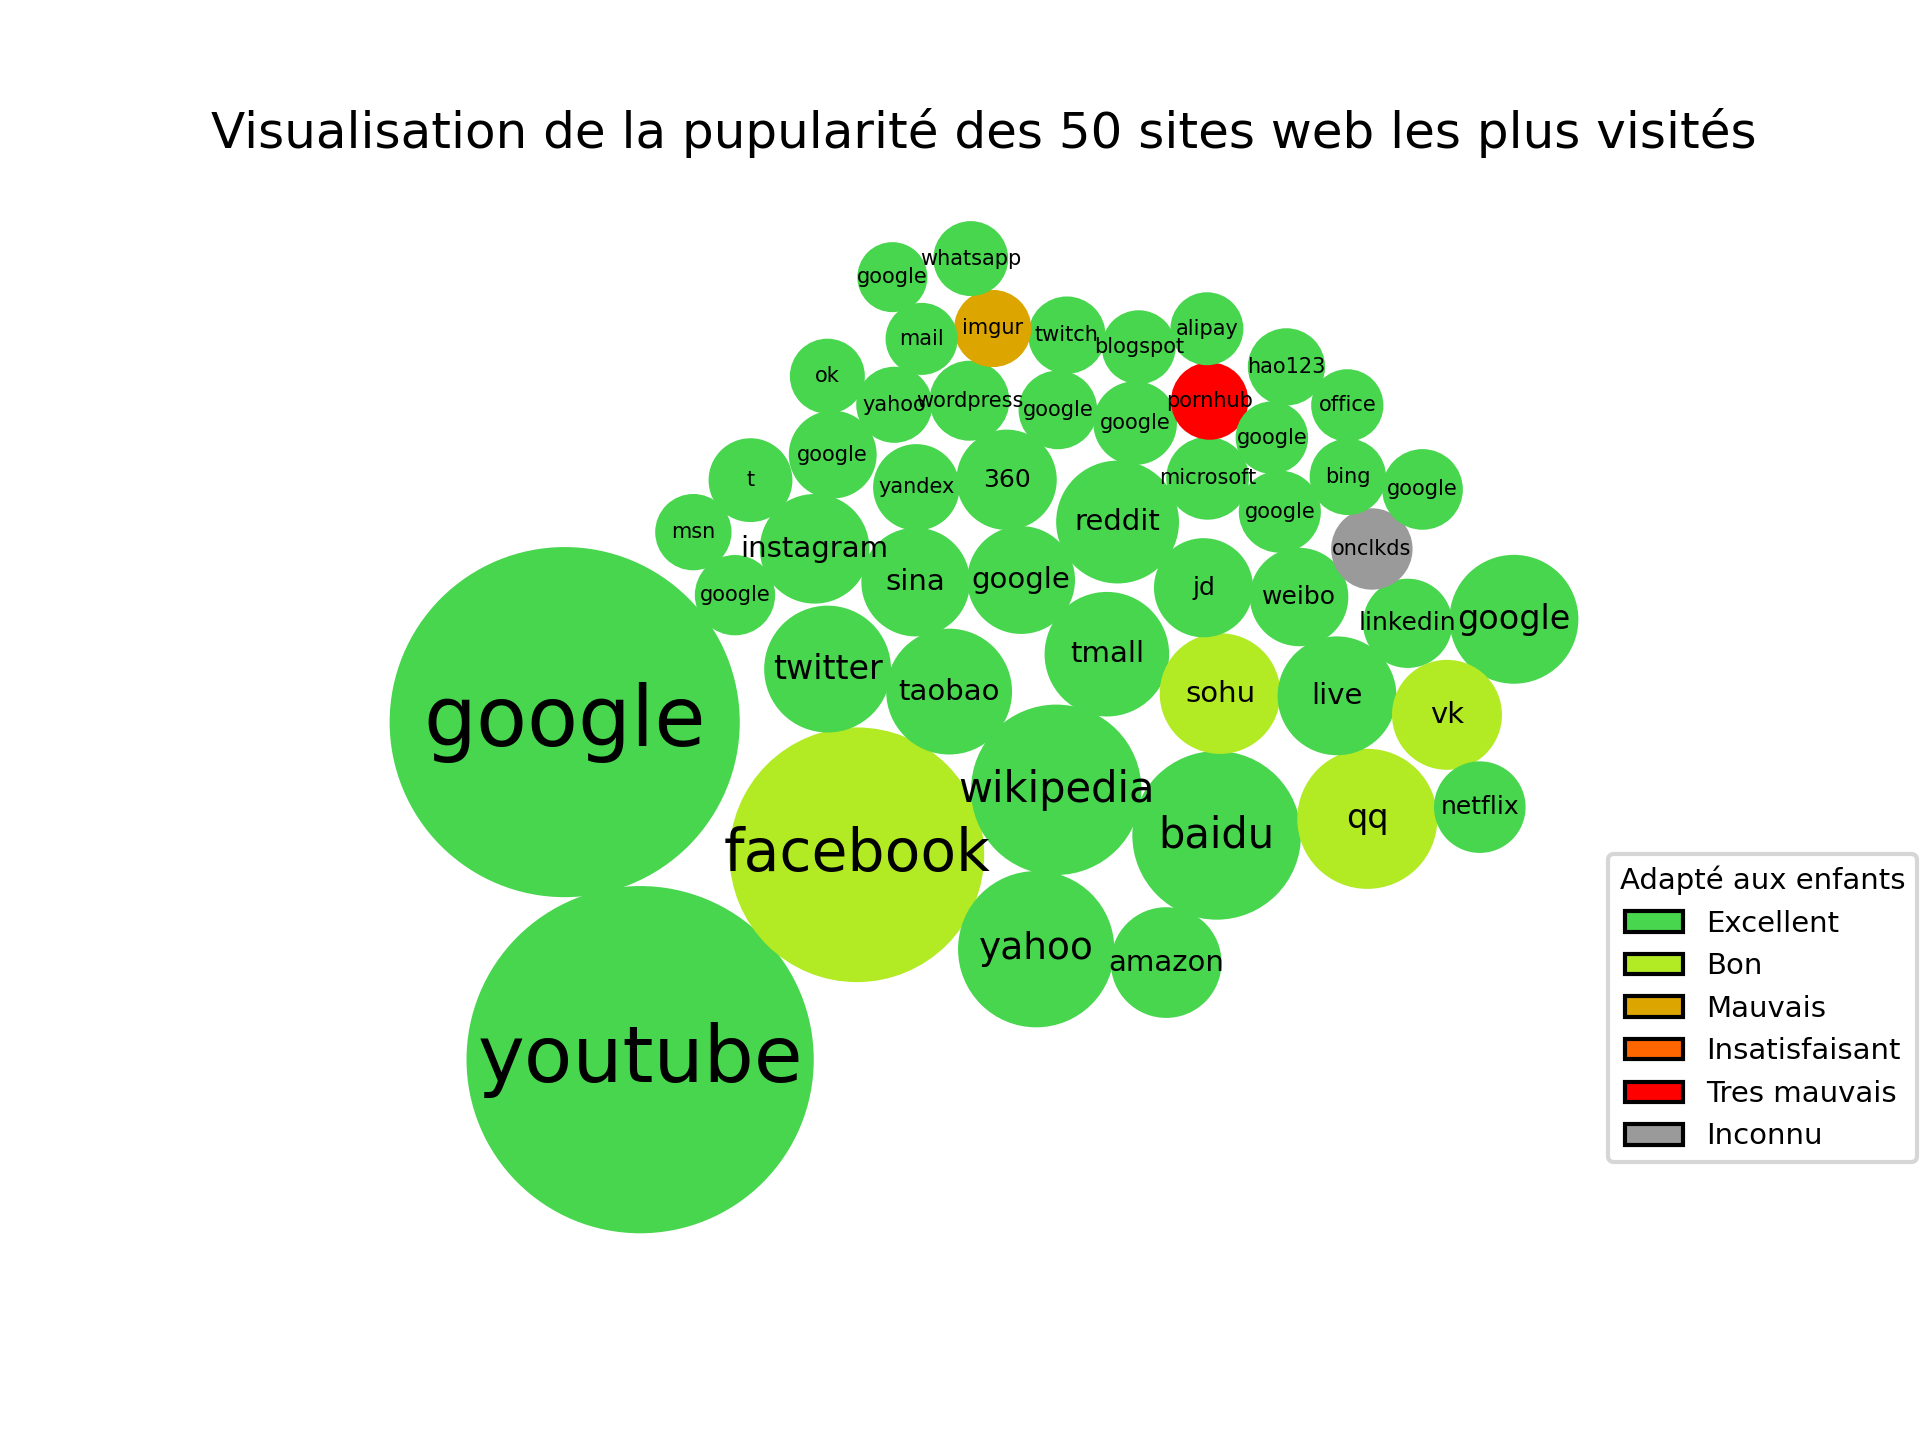 Visualisation de la pupularité des 50 sites web les plus visités
whatsapp
google
imgur
twitch
alipay
mail
blogspot
hao123
ok
yahoo
wordpress
google
google
pornhub
office
google
google
t
yandex
360
microsoft
bing
google
msn
reddit
google
instagram
onclkds
google
sina
google
jd
weibo
linkedin
google
twitter
taobao
tmall
sohu
live
vk
google
facebook
wikipedia
baidu
qq
netflix
yahoo
amazon
youtube
Adapté aux enfants
Excellent
Bon
Mauvais
Insatisfaisant
Tres mauvais
Inconnu